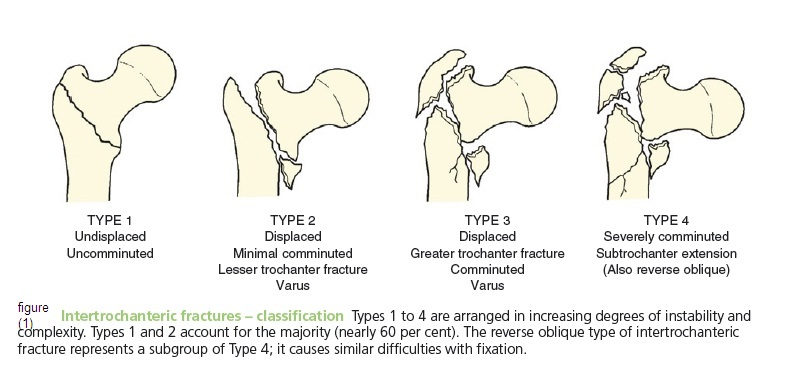 TYPE 1
Undisplaced
Uncomminuted
TYPE 2
Displaced
Minimal comminuted
Lesser trochanter fracture
Varus
TYPE 3
Displaced
Greater trochanter fracture
Comminuted
Varus
TYPE 4
Severely comminuted
Subtrochanter extension
(Also reverse oblique)
figure
(1)
Intertrochanteric fractures – classification Types 1 to 4 are arranged in increasing degrees of instability and
complexity. Types 1 and 2 account for the majority (nearly 60 per cent). The reverse oblique type of intertrochanteric
fracture represents a subgroup of Type 4; it causes similar difficulties with fixation.